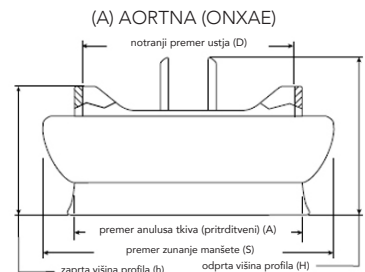 (A) AORTNA (ONXAE)
notranji premer ustja (D)
premer anulusa tkiva (pritrditveni) (A)
premer zunanje manšete (S)
zaprta višina profila (h)
odprta višina profila (H)